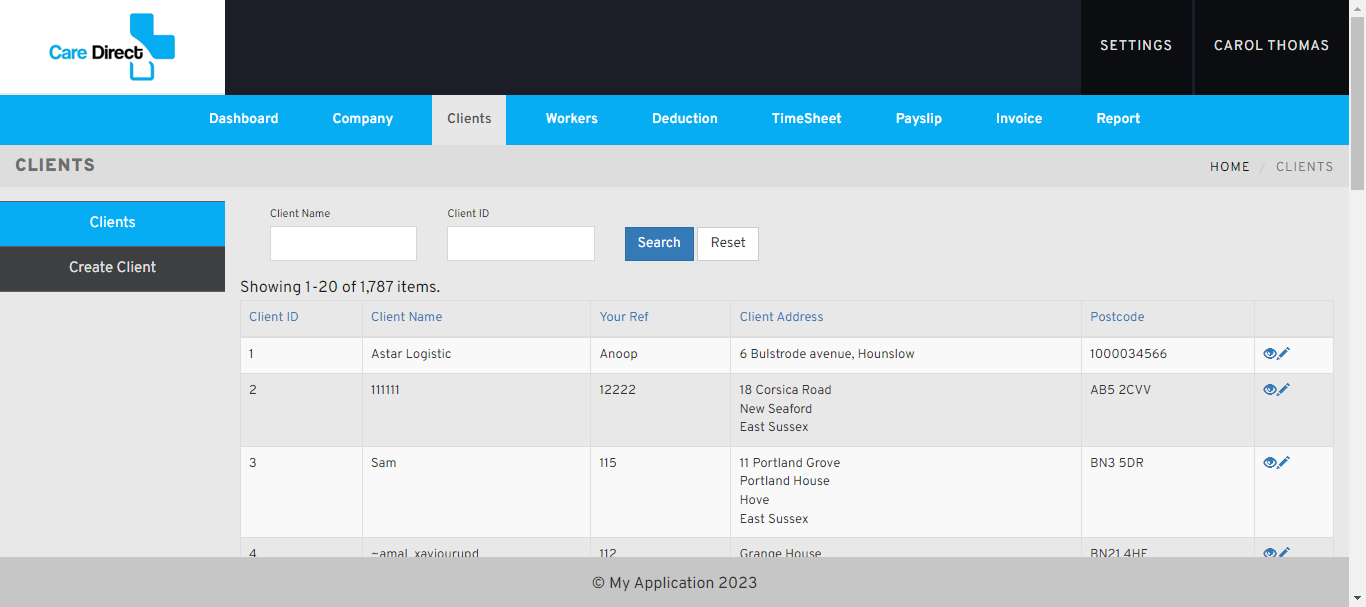 Care Direct
SETTINGS
CAROL THOMAS
Dashboard
Company
Clients
Workers
Deduction
TimeSheet
Payslip
Invoice
Report
CLIENTS
HOME / CLIENTS
Clients
Create Client
Client Name
Client ID
Search
Reset
Showing 1-20 of 1,787 items.
Client ID
Client Name
Your Ref
Client Address
Postcode
1
Astar Logistic
Anoop
6 Bulstrode avenue, Hounslow
1000034566
2
111111
12222
18 Corsica Road
New Seaford
East Sussex
AB5 2CVV
3
Sam
115
11 Portland Grove
Portland House
Hove
East Sussex
BN3 5DR
4
~amal_xaviourupd
112
Grange House
BN21 4HE
© My Application 2023